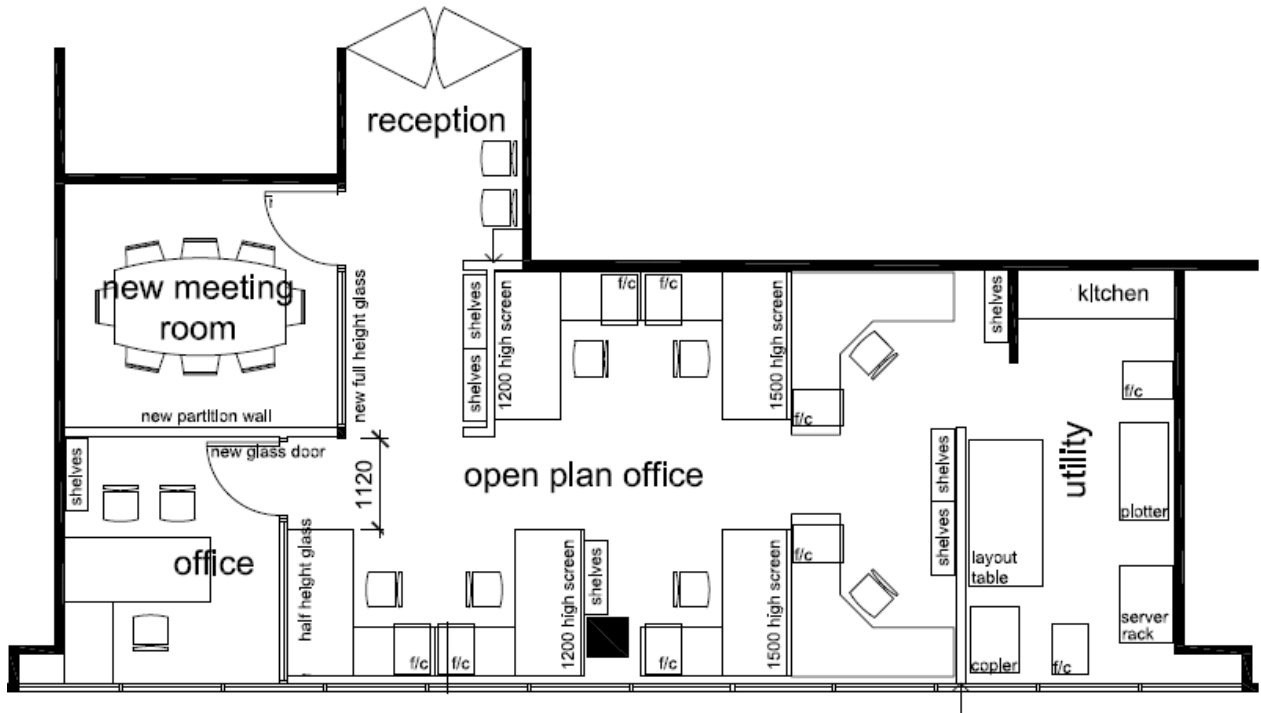 reception
new meeting
room
new full height glass
new partition wall
shelves
shelves
1200 high screen
f/c
f/c
1500 high screen
f/c
shelves
kitchen
f/c
shelves
new glass door
1120
open plan office
shelves
shelves
utility
plotter
layout
table
office
half height glass
f/c
f/c
1200 high screen
shelves
f/c
1500 high screen
f/c
server
rack
copier
f/c